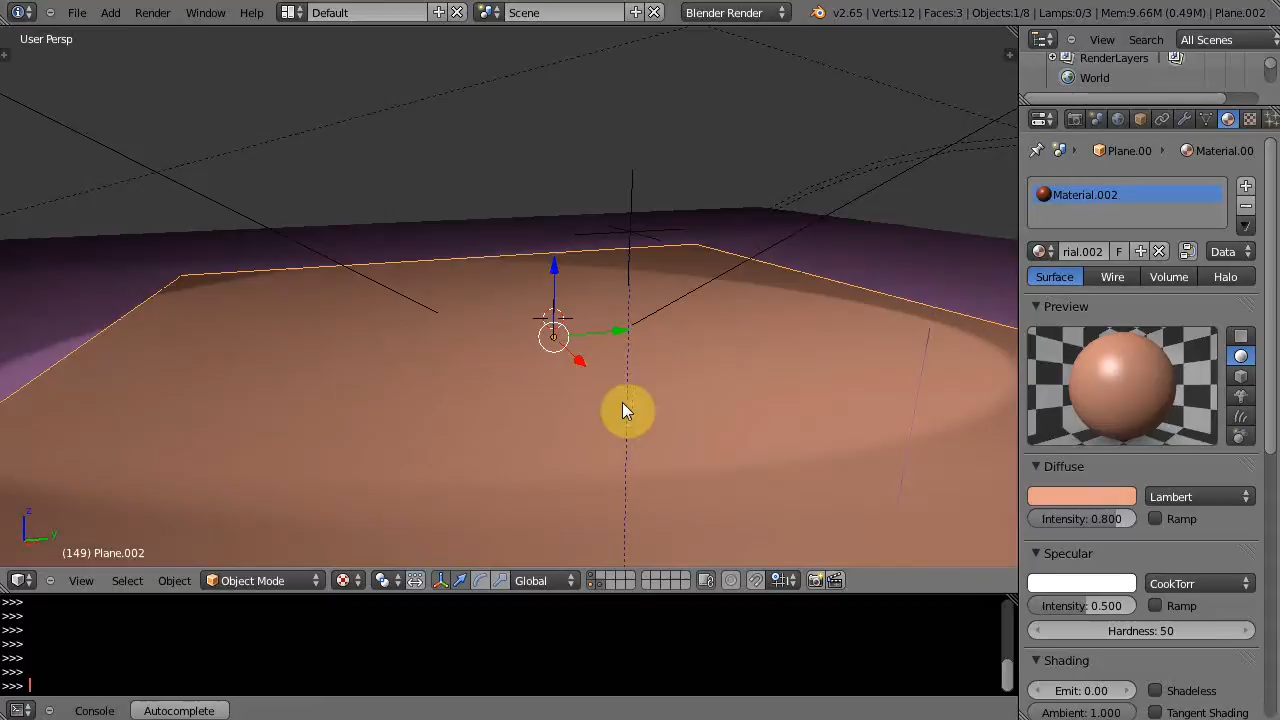 File Add Render Window Help Default Scene Blender Render v2.65 | Verts:12 | Faces:3 | Objects:1/8 | Lamps:0/3 | Mem:9.66M (0.49M) | Plane.002
User Persp
View Search All Scenes
RenderLayers
World
Plane.00 Material.00
Material.002
rial.002 F Data
Surface Wire Volume Halo
Preview
Diffuse
Lambert
Intensity: 0.800 Ramp
Specular
CookTorr
Intensity: 0.500 Ramp
Hardness: 50
Shading
Emit: 0.00 Shadeless
Ambient: 1.000 Tangent Shading
z
y
(149) Plane.002
View Select Object Object Mode Global
>>>
>>>
>>>
>>>
>>>
>>>
>>>
Console Autocomplete